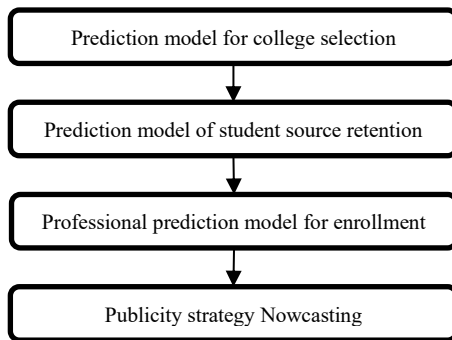 Prediction model for college selection
Prediction model of student source retention
Professional prediction model for enrollment
Publicity strategy Nowcasting